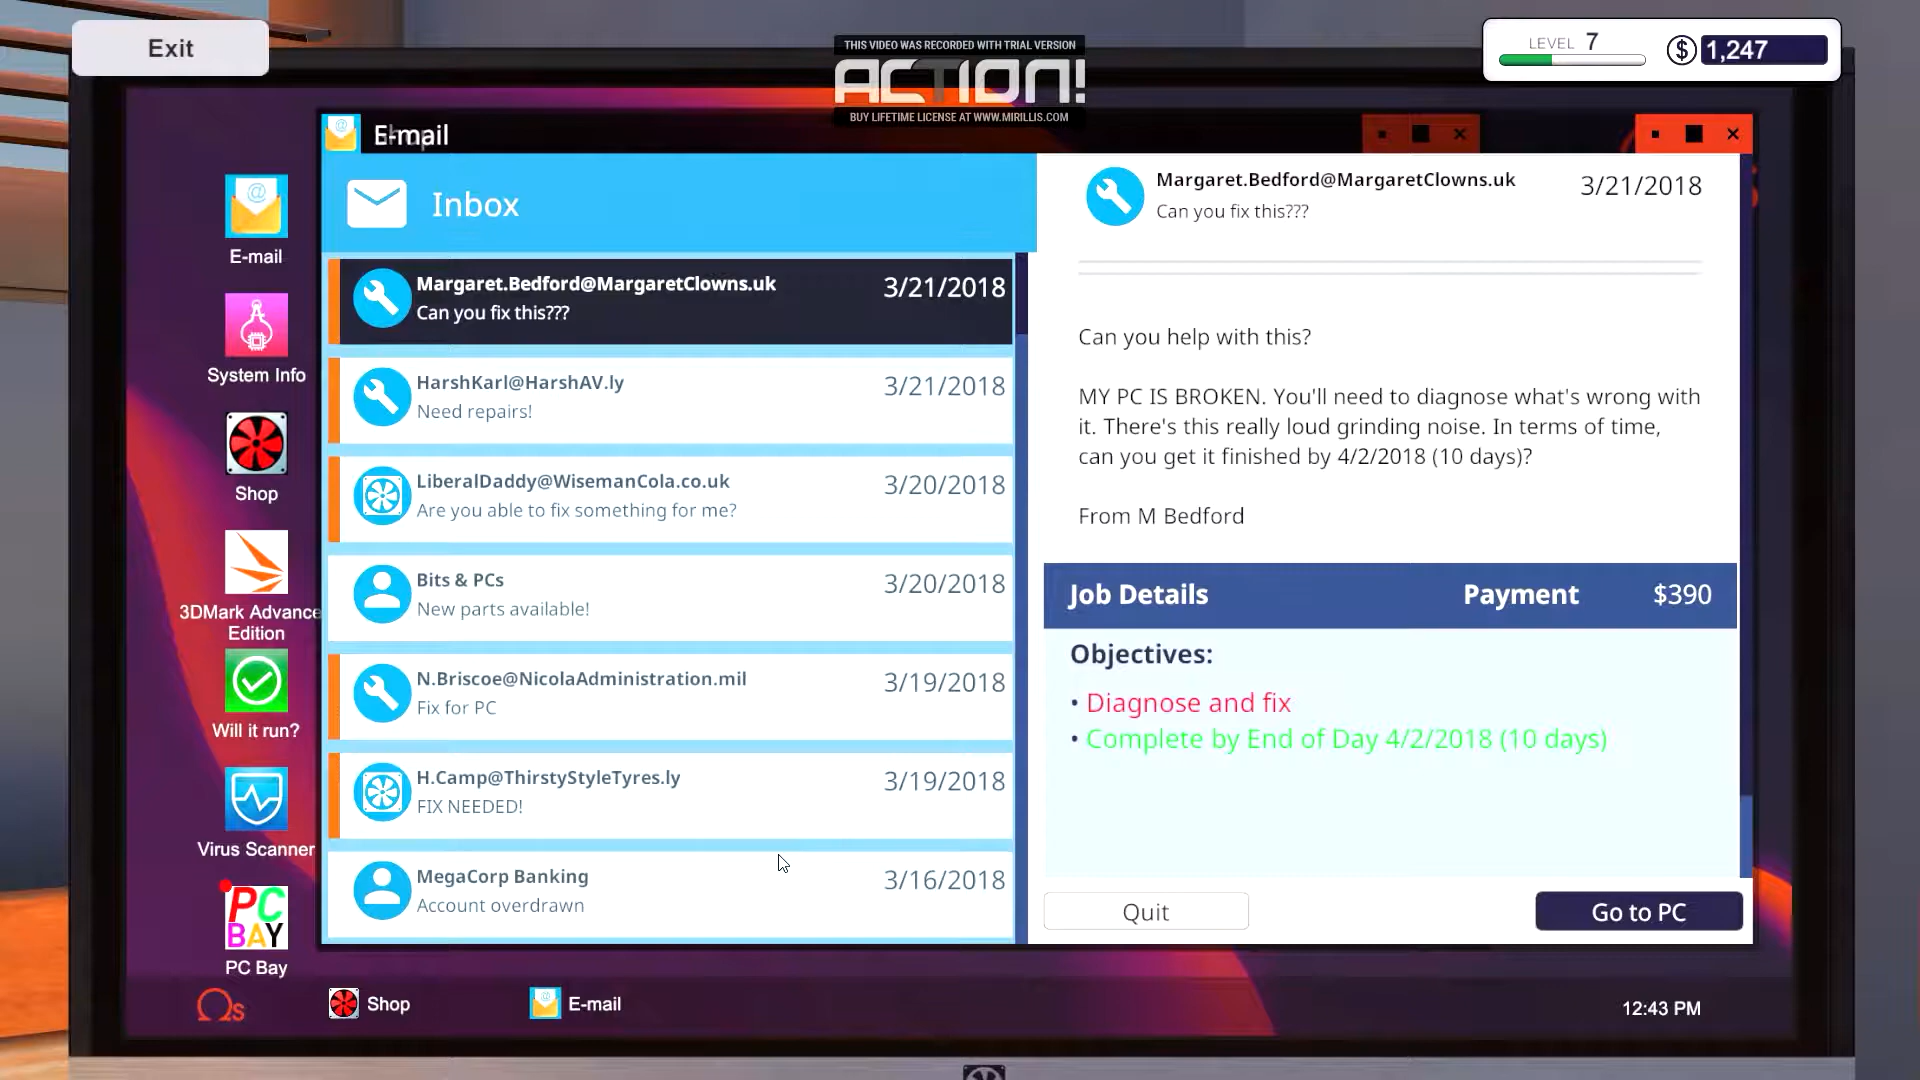 Exit
THIS VIDEO WAS RECORDED WITH TRIAL VERSION
ACTION!
BUY LIFETIME LICENSE AT WWW.MIRILLIS.COM
LEVEL 7
$ 1,247
E-mail
E-mail
System Info
Shop
3DMark Advance
Edition
Will it run?
Virus Scanner
PC
BAY
PC Bay
Inbox
Margaret.Bedford@MargaretClowns.uk 3/21/2018
Can you fix this???
HarshKarl@HarshAV.ly 3/21/2018
Need repairs!
LiberalDaddy@WisemanCola.co.uk 3/20/2018
Are you able to fix something for me?
Bits & PCs 3/20/2018
New parts available!
N.Briscoe@NicolaAdministration.mil 3/19/2018
Fix for PC
H.Camp@ThirstyStyleTyres.ly 3/19/2018
FIX NEEDED!
MegaCorp Banking 3/16/2018
Account overdrawn
Margaret.Bedford@MargaretClowns.uk 3/21/2018
Can you fix this???
Can you help with this?
MY PC IS BROKEN. You'll need to diagnose what's wrong with
it. There's this really loud grinding noise. In terms of time,
can you get it finished by 4/2/2018 (10 days)?
From M Bedford
Job Details Payment $390
Objectives:
• Diagnose and fix
• Complete by End of Day 4/2/2018 (10 days)
Quit Go to PC
Ωs Shop E-mail 12:43 PM